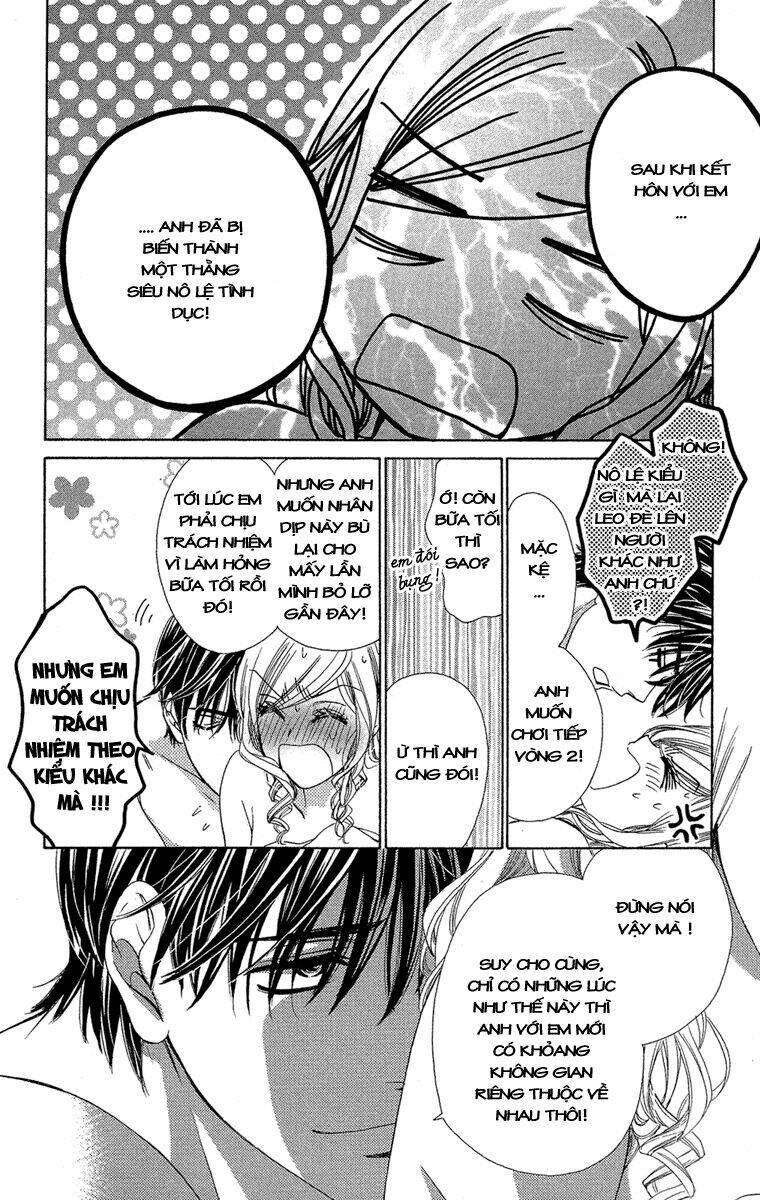 SAU KHI KẾT
HÔN VỚI EM
...
.... ANH ĐÃ BỊ
BIẾN THÀNH
MỘT THẰNG
SIÊU NÔ LỆ TÌNH
DỤC!
KHÔNG!
NÔ LỆ KIỂU
GÌ MÀ LẠI
LEO ĐÈ LÊN
NGƯỜI
KHÁC NHƯ
ANH CHỨ
?!
MẶC
KỆ
...
ANH
MUỐN
CHƠI TIẾP
VÒNG 2!
Ớ! CÒN
BỮA TỐI
THÌ
SAO?
em đói
bụng!
Ừ THÌ ANH
CŨNG ĐÓI!
NHƯNG ANH
MUỐN NHÂN
DỊP NÀY BÙ
LẠI CHO
MẤY LẦN
MÌNH BỎ LỠ
GẦN ĐÂY!
TỚI LÚC EM
PHẢI CHỊU
TRÁCH NHIỆM
VÌ LÀM HỎNG
BỮA TỐI RỒI
ĐÓ!
NHƯNG EM
MUỐN CHỊU
TRÁCH
NHIỆM THEO
KIỂU KHÁC
MÀ !!!
ĐỪNG NÓI
VẬY MÀ !
SUY CHO CÙNG,
CHỈ CÓ NHỮNG LÚC
NHƯ THẾ NÀY THÌ
ANH VỚI EM MỚI
CÓ KHOẢNG
KHÔNG GIAN
RIÊNG THUỘC VỀ
NHAU THÔI!